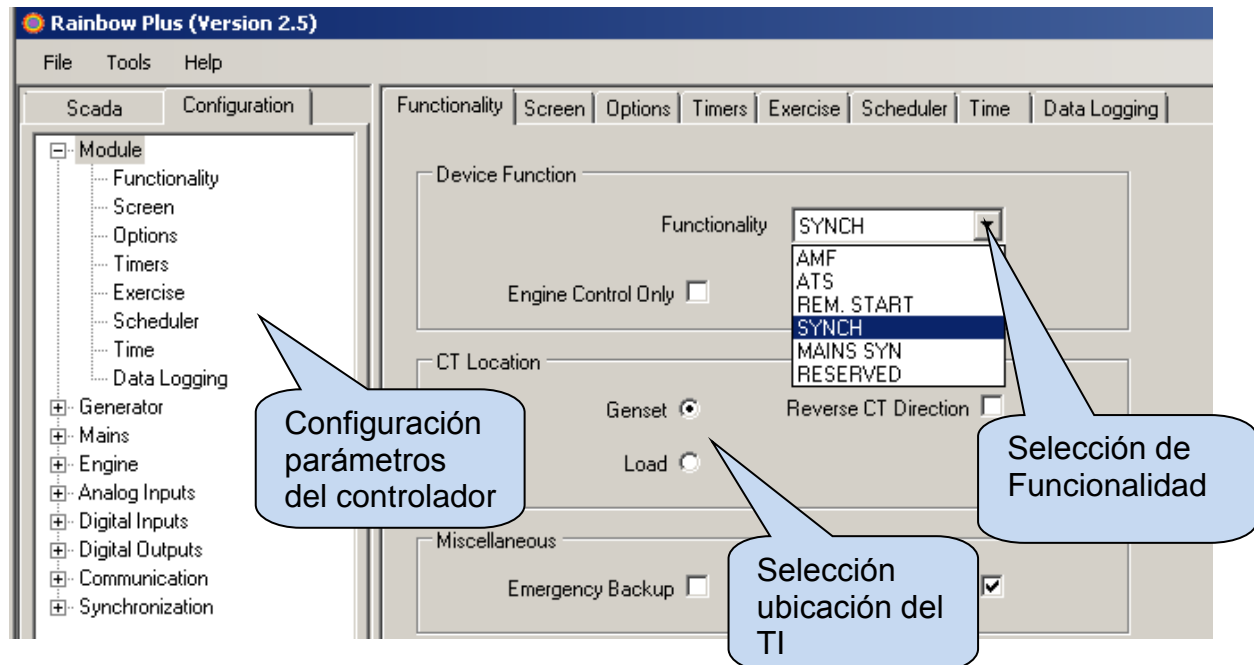 Rainbow Plus (Version 2.5)
File Tools Help
Scada Configuration
Functionality Screen Options Timers Exercise Scheduler Time Data Logging
Module
Functionality
Screen
Options
Timers
Exercise
Scheduler
Time
Data Logging
Generator
Mains
Engine
Analog Inputs
Digital Inputs
Digital Outputs
Communication
Synchronization
Device Function
Functionality SYNCH
AMF
ATS
REM. START
SYNCH
MAINS SYN
RESERVED
Engine Control Only
CT Location
Genset
Reverse CT Direction
Load
Miscellaneous
Emergency Backup
Configuración
parámetros
del controlador
Selección de
Funcionalidad
Selección
ubicación del
TI